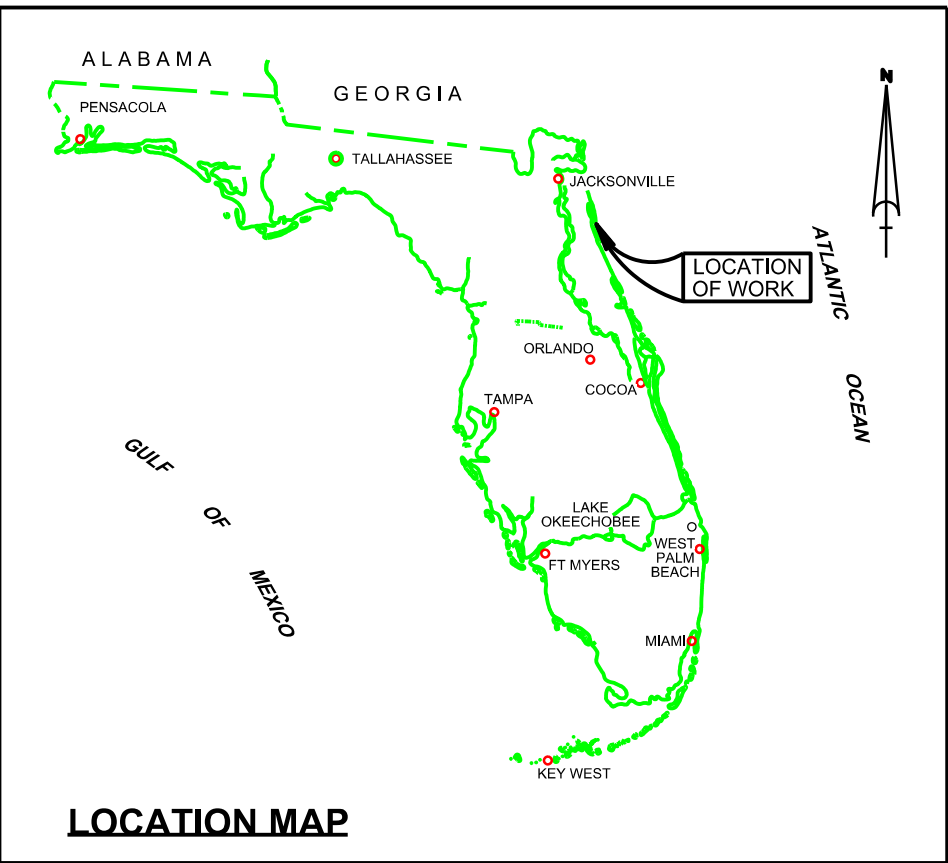 ALABAMA
GEORGIA
N
PENSACOLA
TALLAHASSEE
JACKSONVILLE
LOCATION
OF WORK
ATLANTIC
OCEAN
ORLANDO
COCOA
TAMPA
GULF
OF
MEXICO
LAKE
OKEECHOBEE
WEST
PALM
BEACH
FT MYERS
MIAMI
KEY WEST
LOCATION MAP